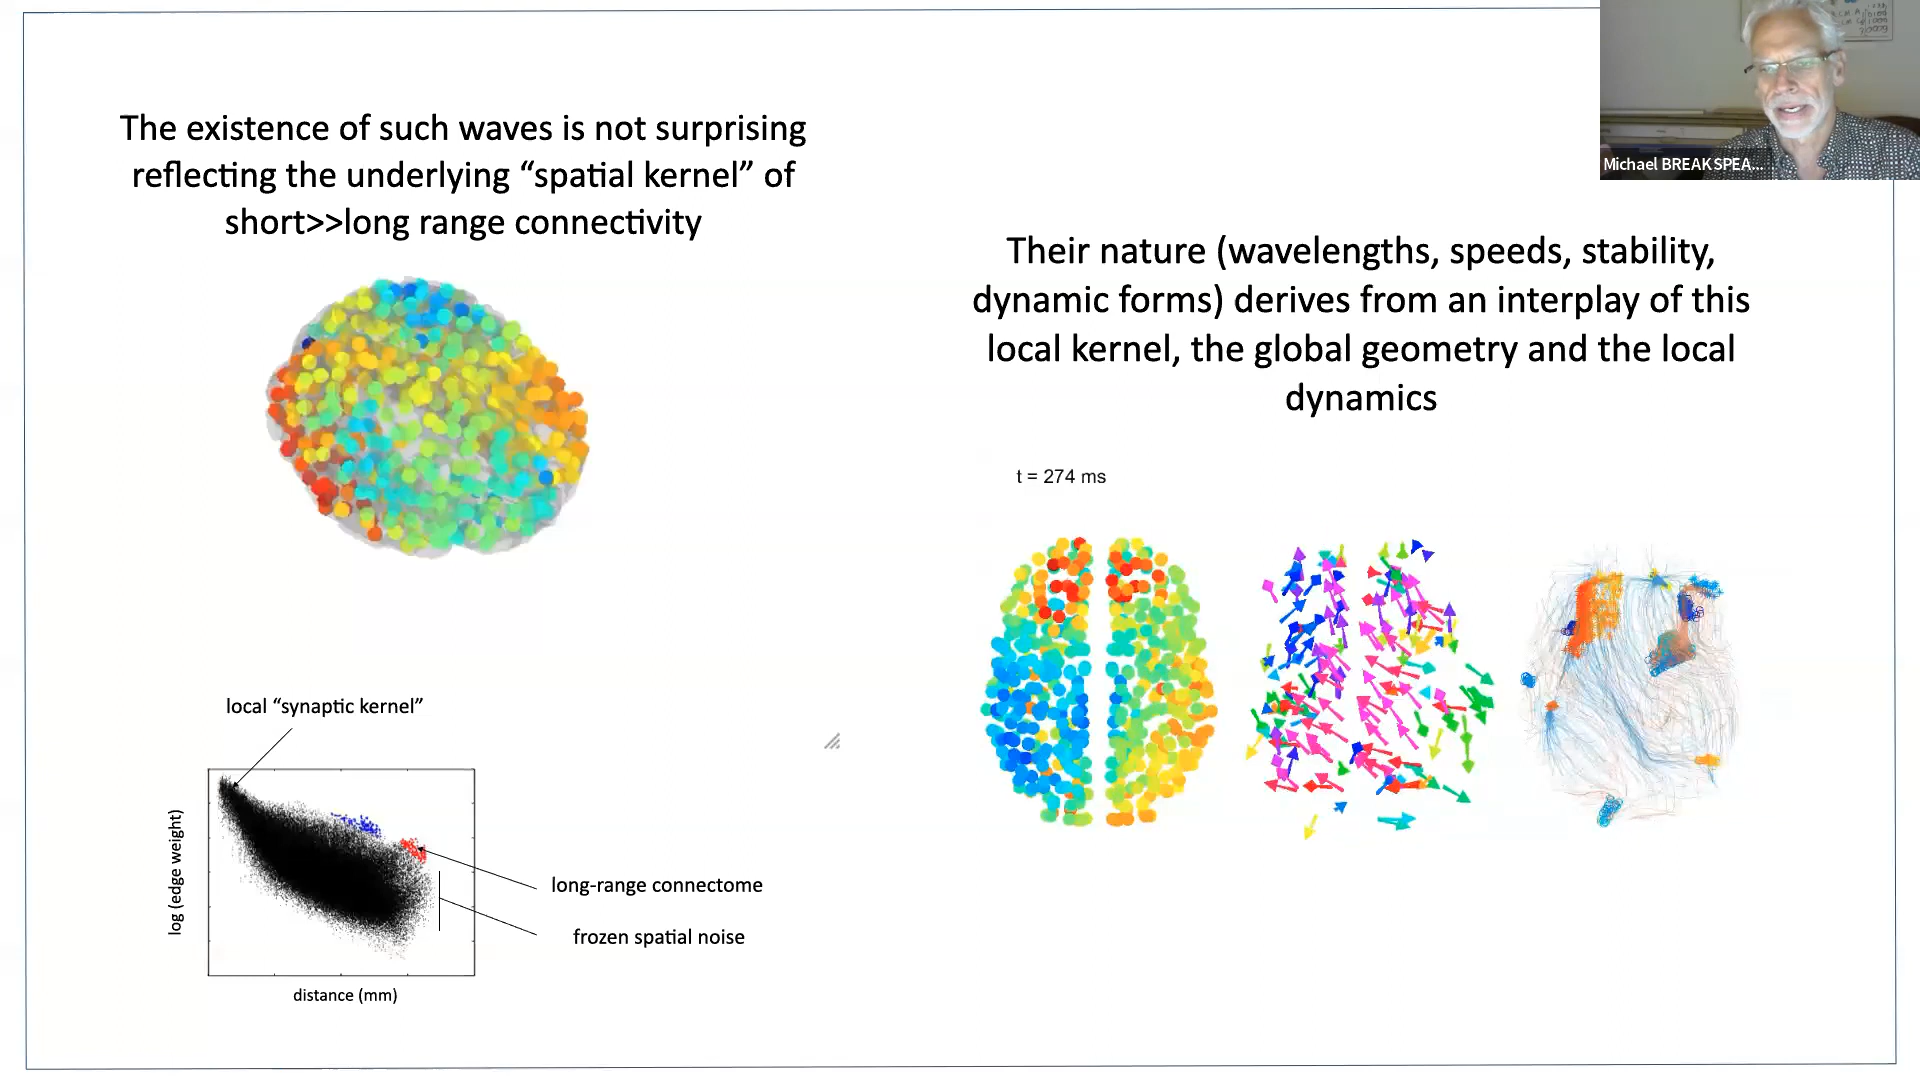 The existence of such waves is not surprising
reflecting the underlying “spatial kernel” of
short>>long range connectivity
Their nature (wavelengths, speeds, stability,
dynamic forms) derives from an interplay of this
local kernel, the global geometry and the local
dynamics
t = 274 ms
local “synaptic kernel”
log (edge weight)
long-range connectome
frozen spatial noise
distance (mm)
Michael BREAKSPEA...